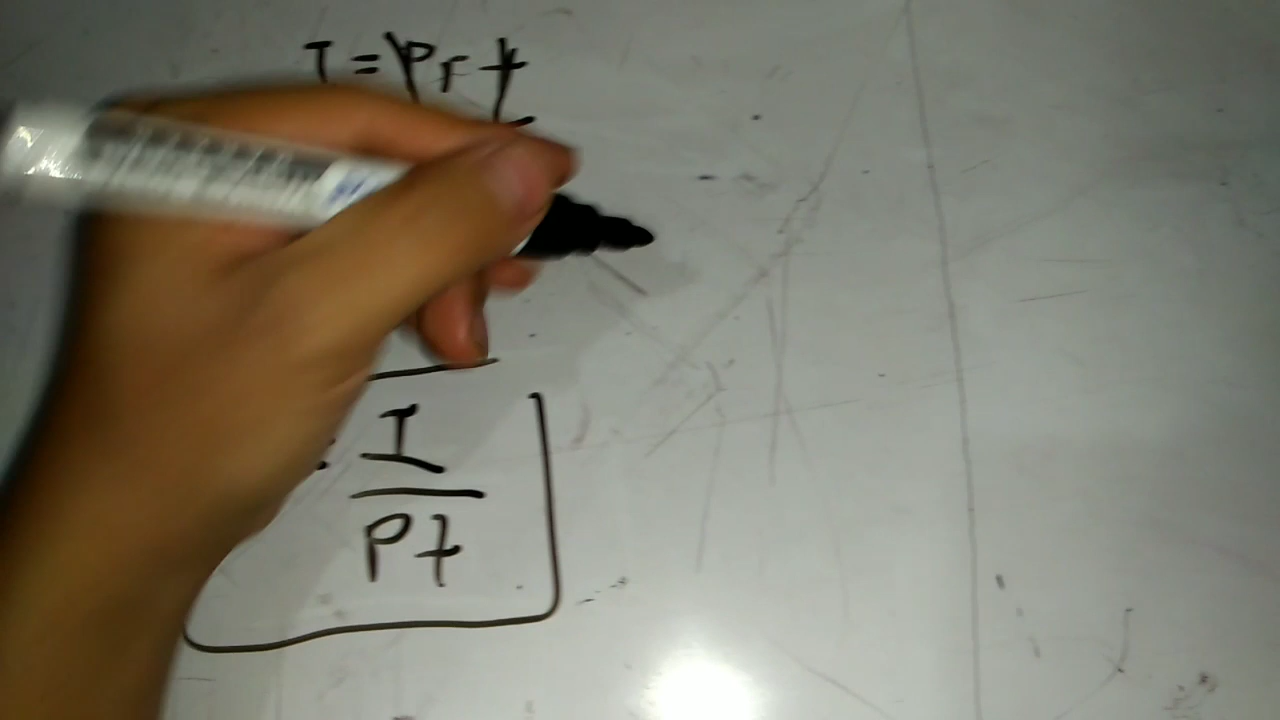 I = Prt
= I
Pt